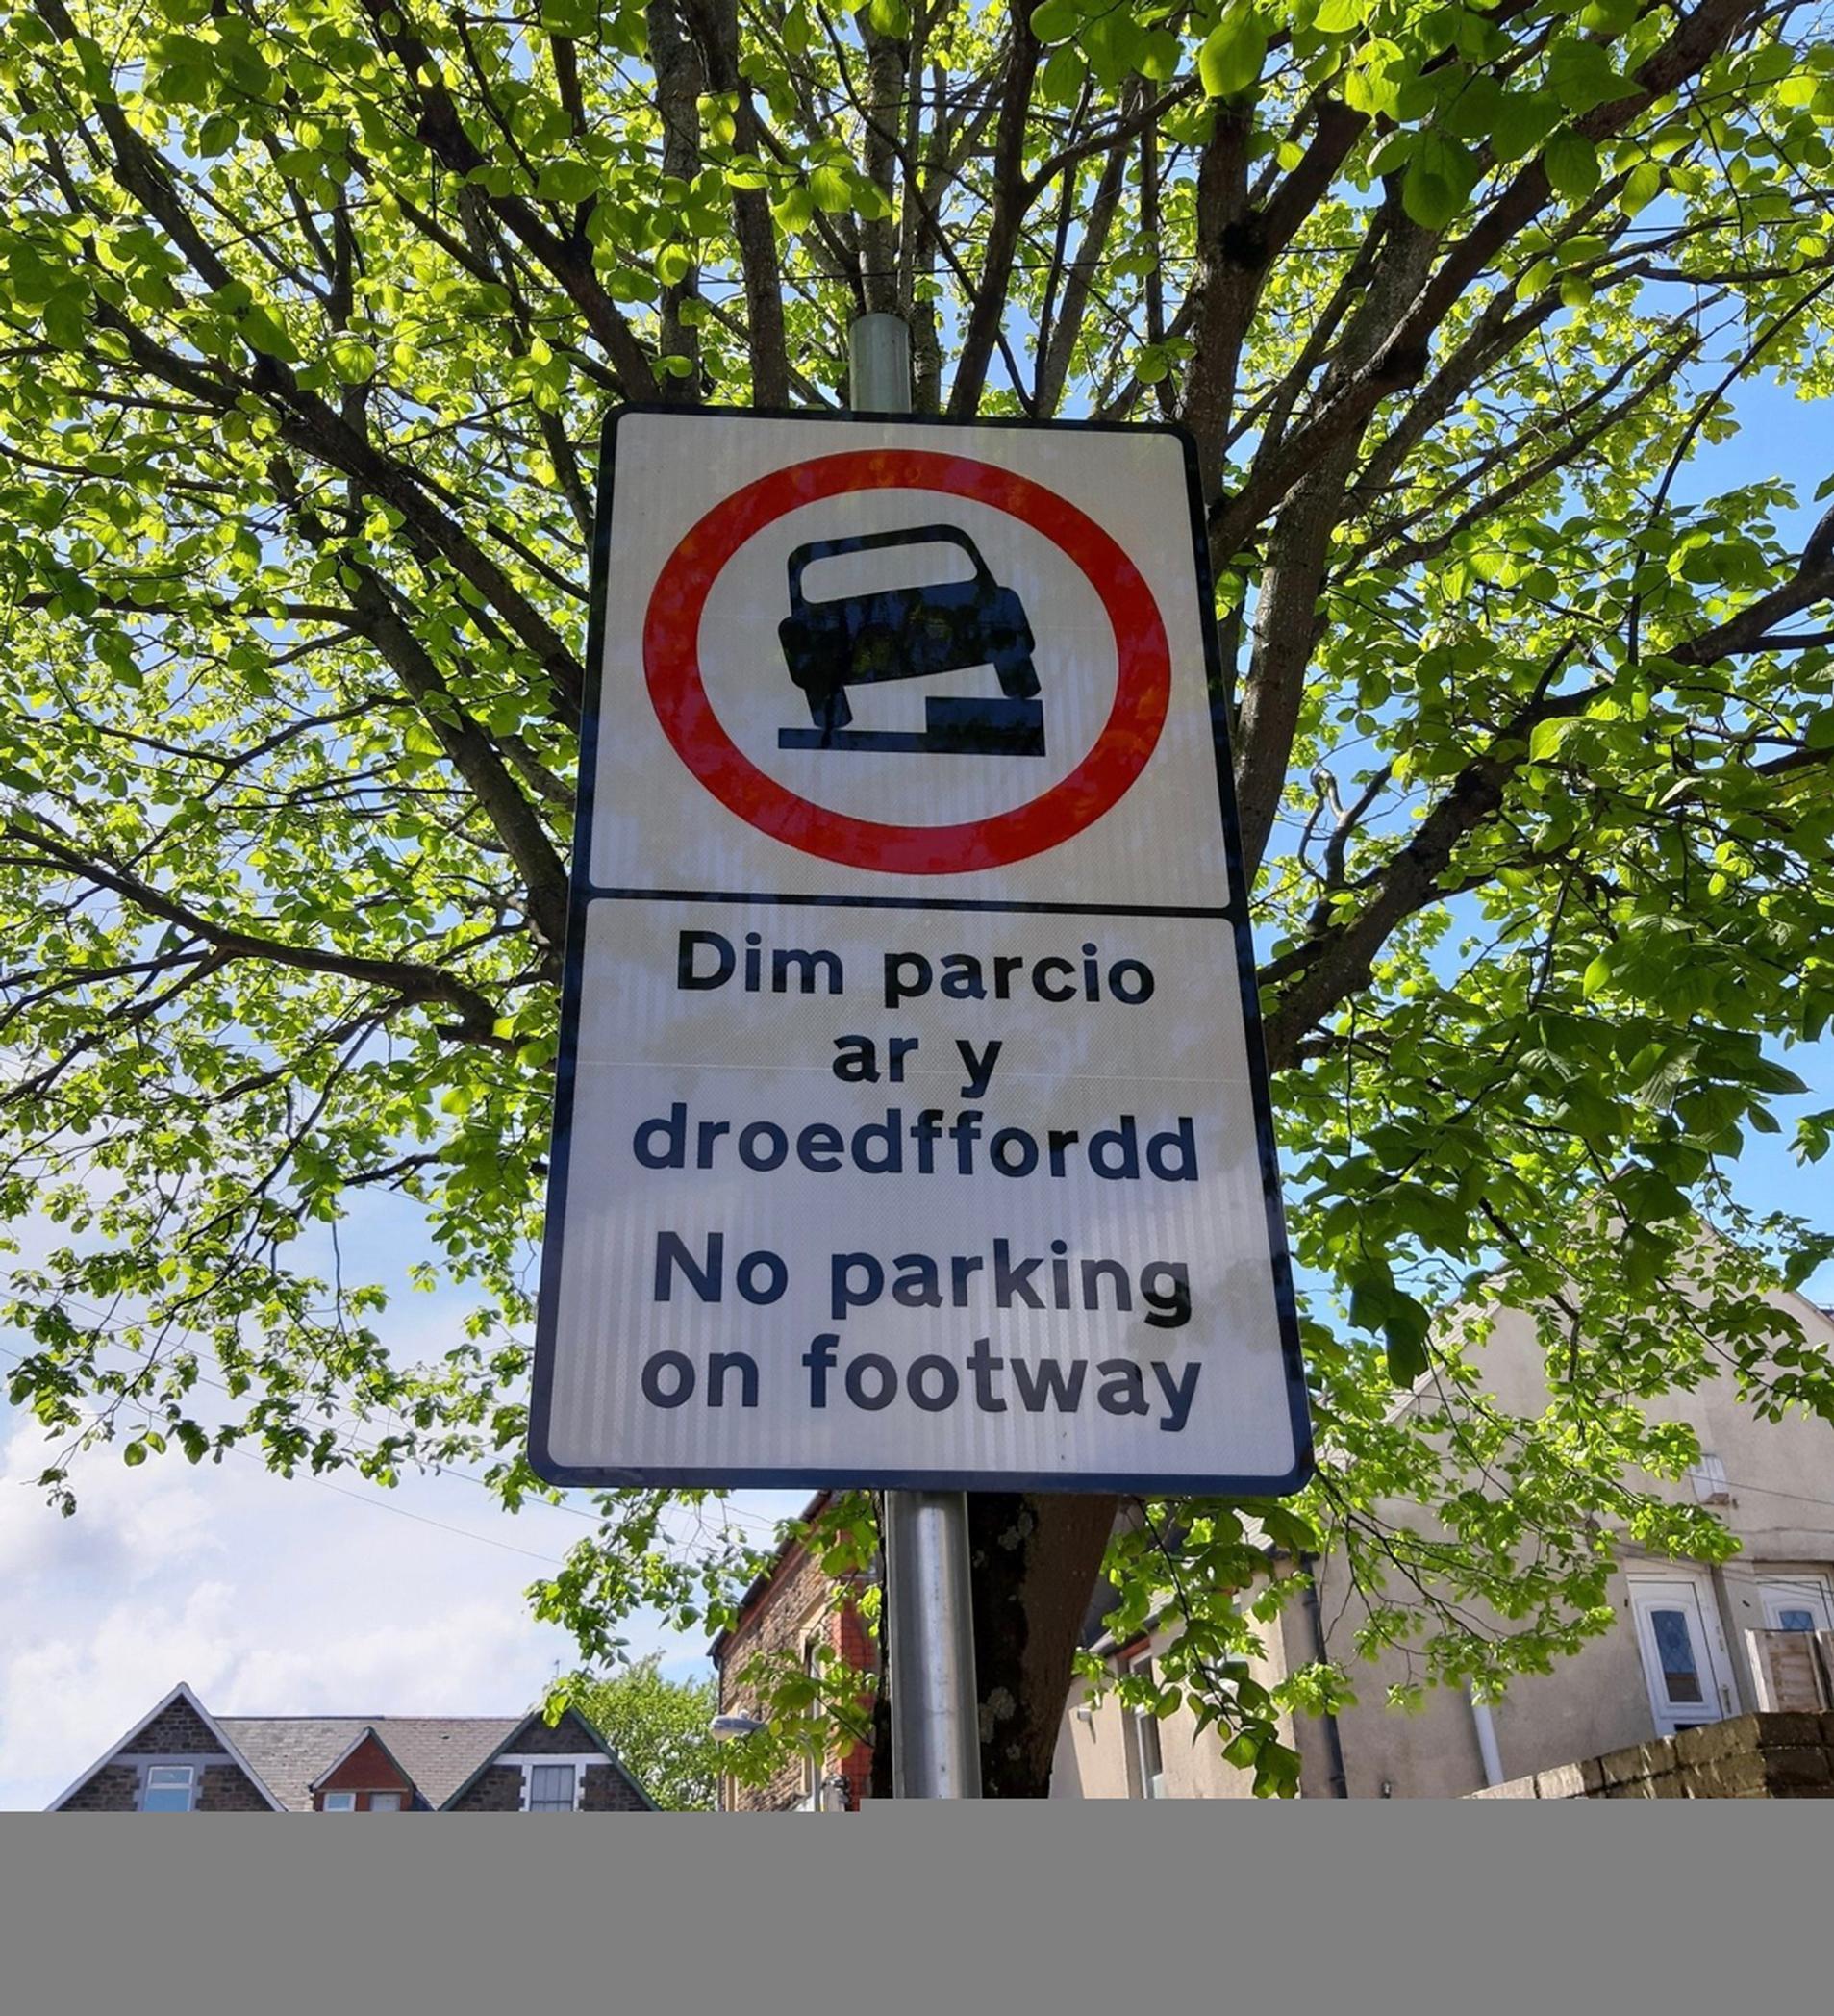 Dim parcio
ar y
droedffordd
No parking
on footway